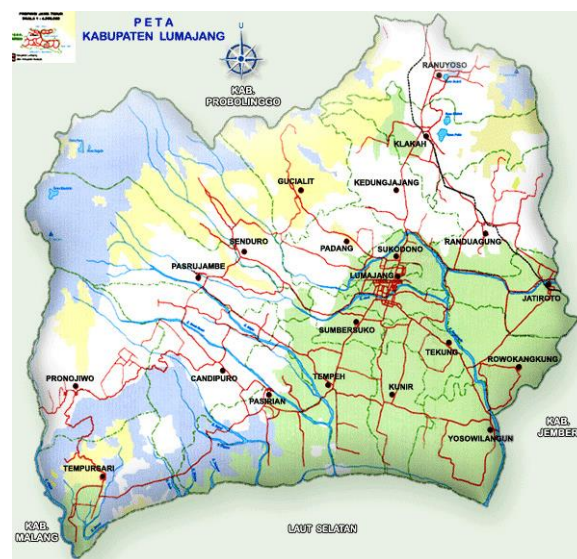 PETA
KABUPATEN LUMAJANG
U
KAB.
PROBOLINGGO
RANUYOSO
KLAKAH
GUCIALIT
KEDUNGJAJANG
SENDURO
PADANG
SUKODONO
RANDUAGUNG
PASRUJAMBE
LUMAJANG
JATIROTO
SUMBERSUKO
TEKUNG
ROWOKANGKUNG
PRONOJIWO
CANDIPURO
TEMPEH
KUNIR
PASIRIAN
YOSOWILANGUN
KAB.
JEMBER
TEMPURSARI
KAB.
MALANG
LAUT SELATAN